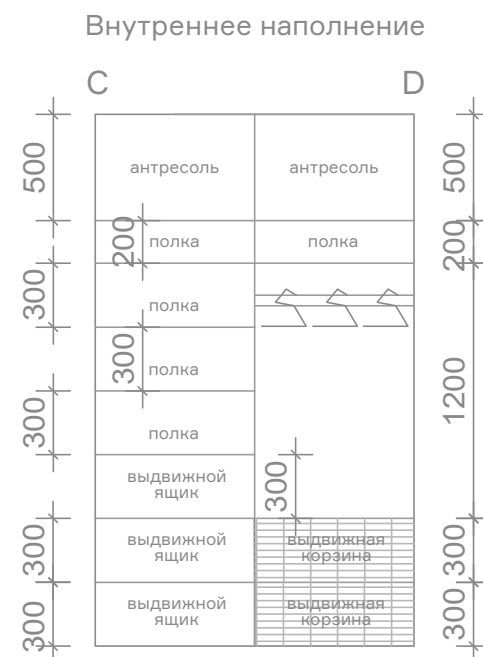 Внутреннее наполнение
C
D
500
антресоль
антресоль
500
200
полка
полка
200
300
полка
300
полка
1200
300
полка
выдвижной
ящик
300
300
выдвижной
ящик
выдвижная
корзина
300
300
выдвижной
ящик
выдвижная
корзина
300